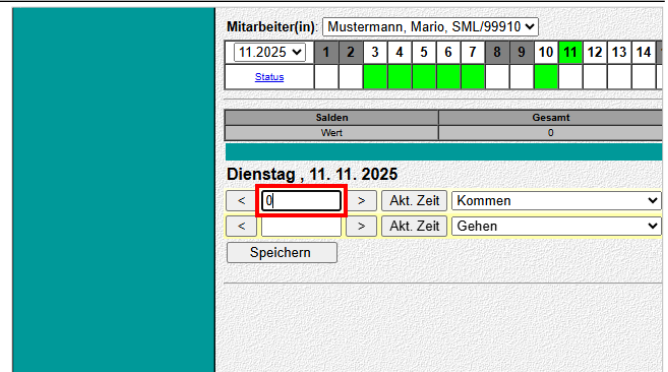 Mitarbeiter(in): Mustermann, Mario, SML/99910
11.2025 1 2 3 4 5 6 7 8 9 10 11 12 13 14
Status
Salden Gesamt
Wert 0
Dienstag , 11. 11. 2025
< 0 > Akt. Zeit Kommen
< > Akt. Zeit Gehen
Speichern